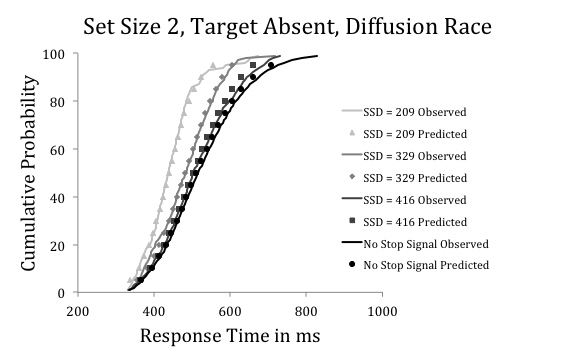 Set Size 2, Target Absent, Diffusion Race
Cumulative Probability
100
80
60
40
20
0
200
400
600
800
1000
Response Time in ms
SSD = 209 Observed
SSD = 209 Predicted
SSD = 329 Observed
SSD = 329 Predicted
SSD = 416 Observed
SSD = 416 Predicted
No Stop Signal Observed
No Stop Signal Predicted